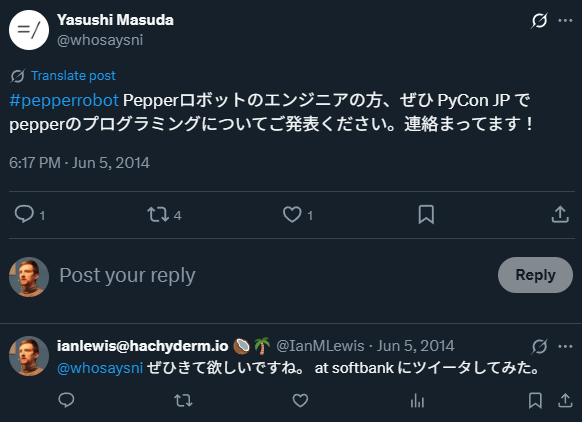 =/
Yasushi Masuda
@whosaysni
Translate post
#pepperrobot Pepperロボットのエンジニアの方、ぜひ PyCon JP で
pepperのプログラミングについてご発表ください。連絡まってます！
6:17 PM · Jun 5, 2014
1 4 1
Post your reply
Reply
ianlewis@hachyderm.io 🥥🌴 @IanMLewis · Jun 5, 2014
@whosaysni ぜひきて欲しいですね。 at softbank にツイータしてみた。